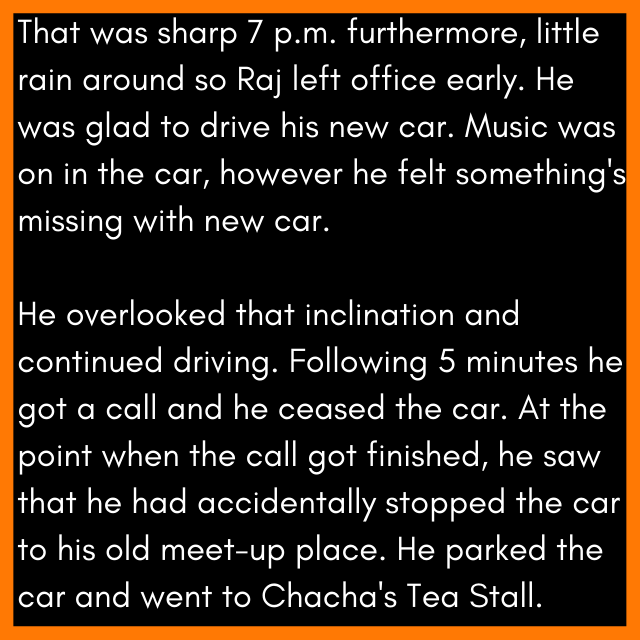 That was sharp 7 p.m. furthermore, little
rain around so Raj left office early. He
was glad to drive his new car. Music was
on in the car, however he felt something's
missing with new car.
He overlooked that inclination and
continued driving. Following 5 minutes he
got a call and he ceased the car. At the
point when the call got finished, he saw
that he had accidentally stopped the car
to his old meet-up place. He parked the
car and went to Chacha's Tea Stall.